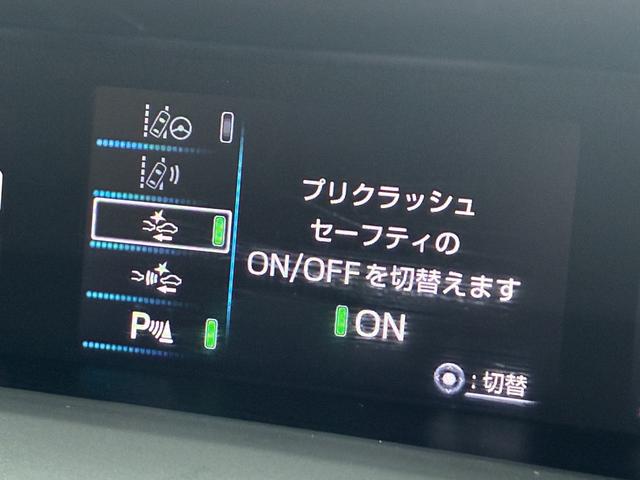 プリクラッシュ
セーフティの
ON/OFFを切替えます
ON
P
:切替